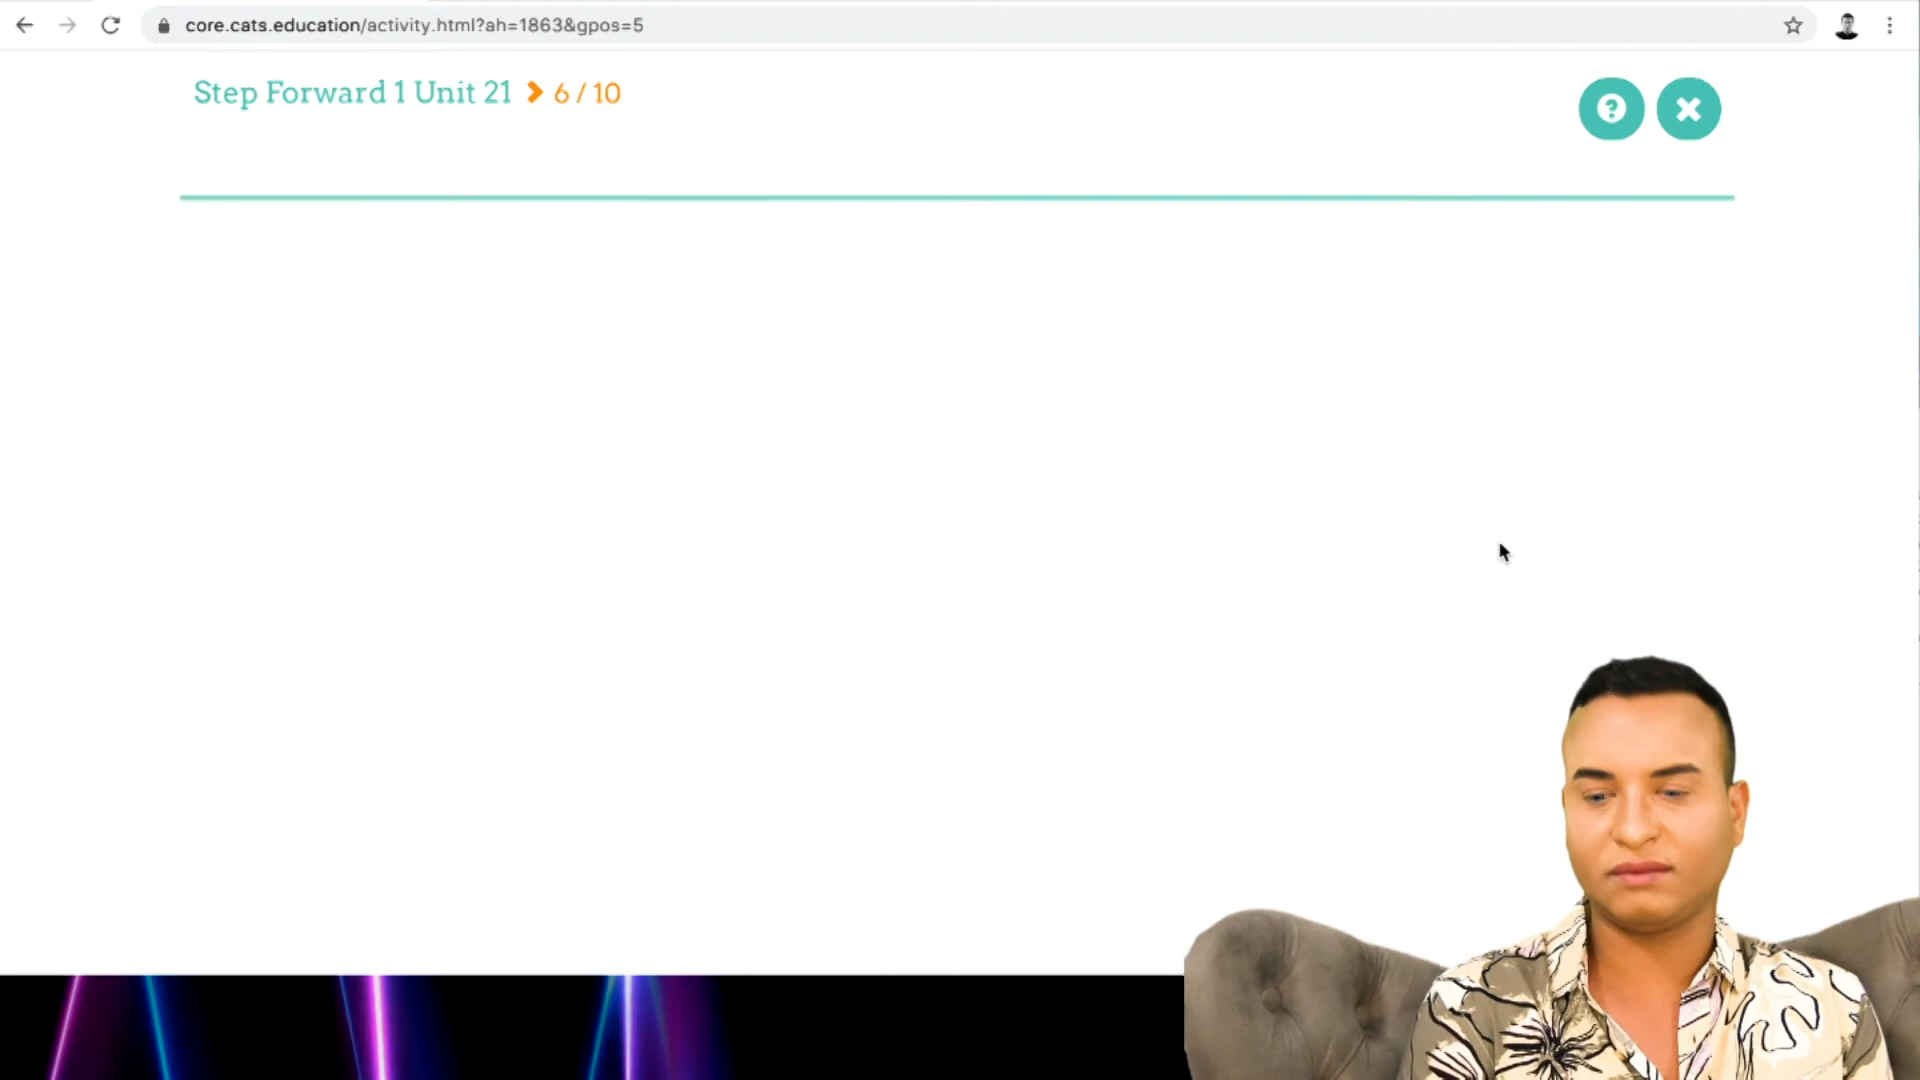 core.cats.education/activity.html?ah=1863&gpos=5
Step Forward 1 Unit 21 6 / 10